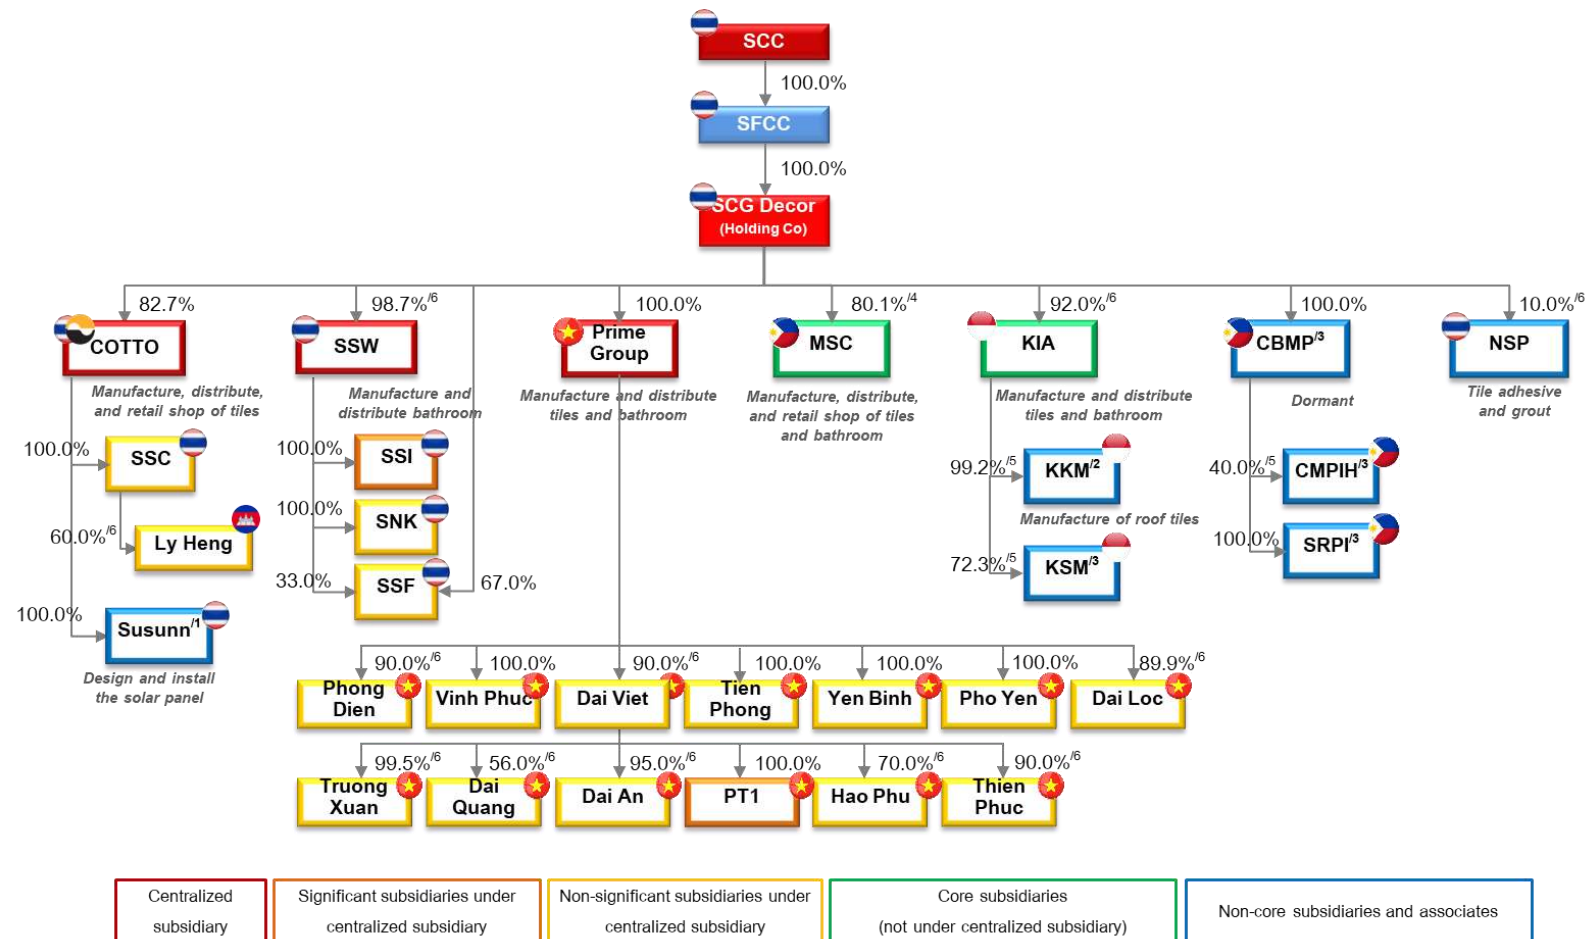 SCC
100.0%
SFCC
100.0%
SCG Decor
(Holding Co)
82.7%
98.7%/6
100.0%
80.1%/4
92.0%/6
100.0%
10.0%/6
COTTO
SSW
Prime
Group
MSC
KIA
CBMP/3
NSP
Manufacture, distribute,
and retail shop of tiles
Manufacture and
distribute bathroom
Manufacture and distribute
tiles and bathroom
Manufacture, distribute,
and retail shop of tiles
and bathroom
Manufacture and distribute
tiles and bathroom
Dormant
Tile adhesive
and grout
100.0%
SSC
60.0%/6
Ly Heng
100.0%
Susunn/1
Design and install
the solar panel
100.0%
SSI
100.0%
SNK
33.0%
SSF
67.0%
99.2%/5
KKM/2
Manufacture of roof tiles
72.3%/5
KSM/3
40.0%/5
CMPIH/3
100.0%
SRPI/3
90.0%/6
100.0%
90.0%/6
100.0%
100.0%
100.0%
89.9%/6
Phong
Dien
Vinh Phuc
Dai Viet
Tien
Phong
Yen Binh
Pho Yen
Dai Loc
99.5%/6
56.0%/6
95.0%/6
100.0%
70.0%/6
90.0%/6
Truong
Xuan
Dai
Quang
Dai An
PT1
Hao Phu
Thien
Phuc
Centralized
subsidiary
Significant subsidiaries under
centralized subsidiary
Non-significant subsidiaries under
centralized subsidiary
Core subsidiaries
(not under centralized subsidiary)
Non-core subsidiaries and associates